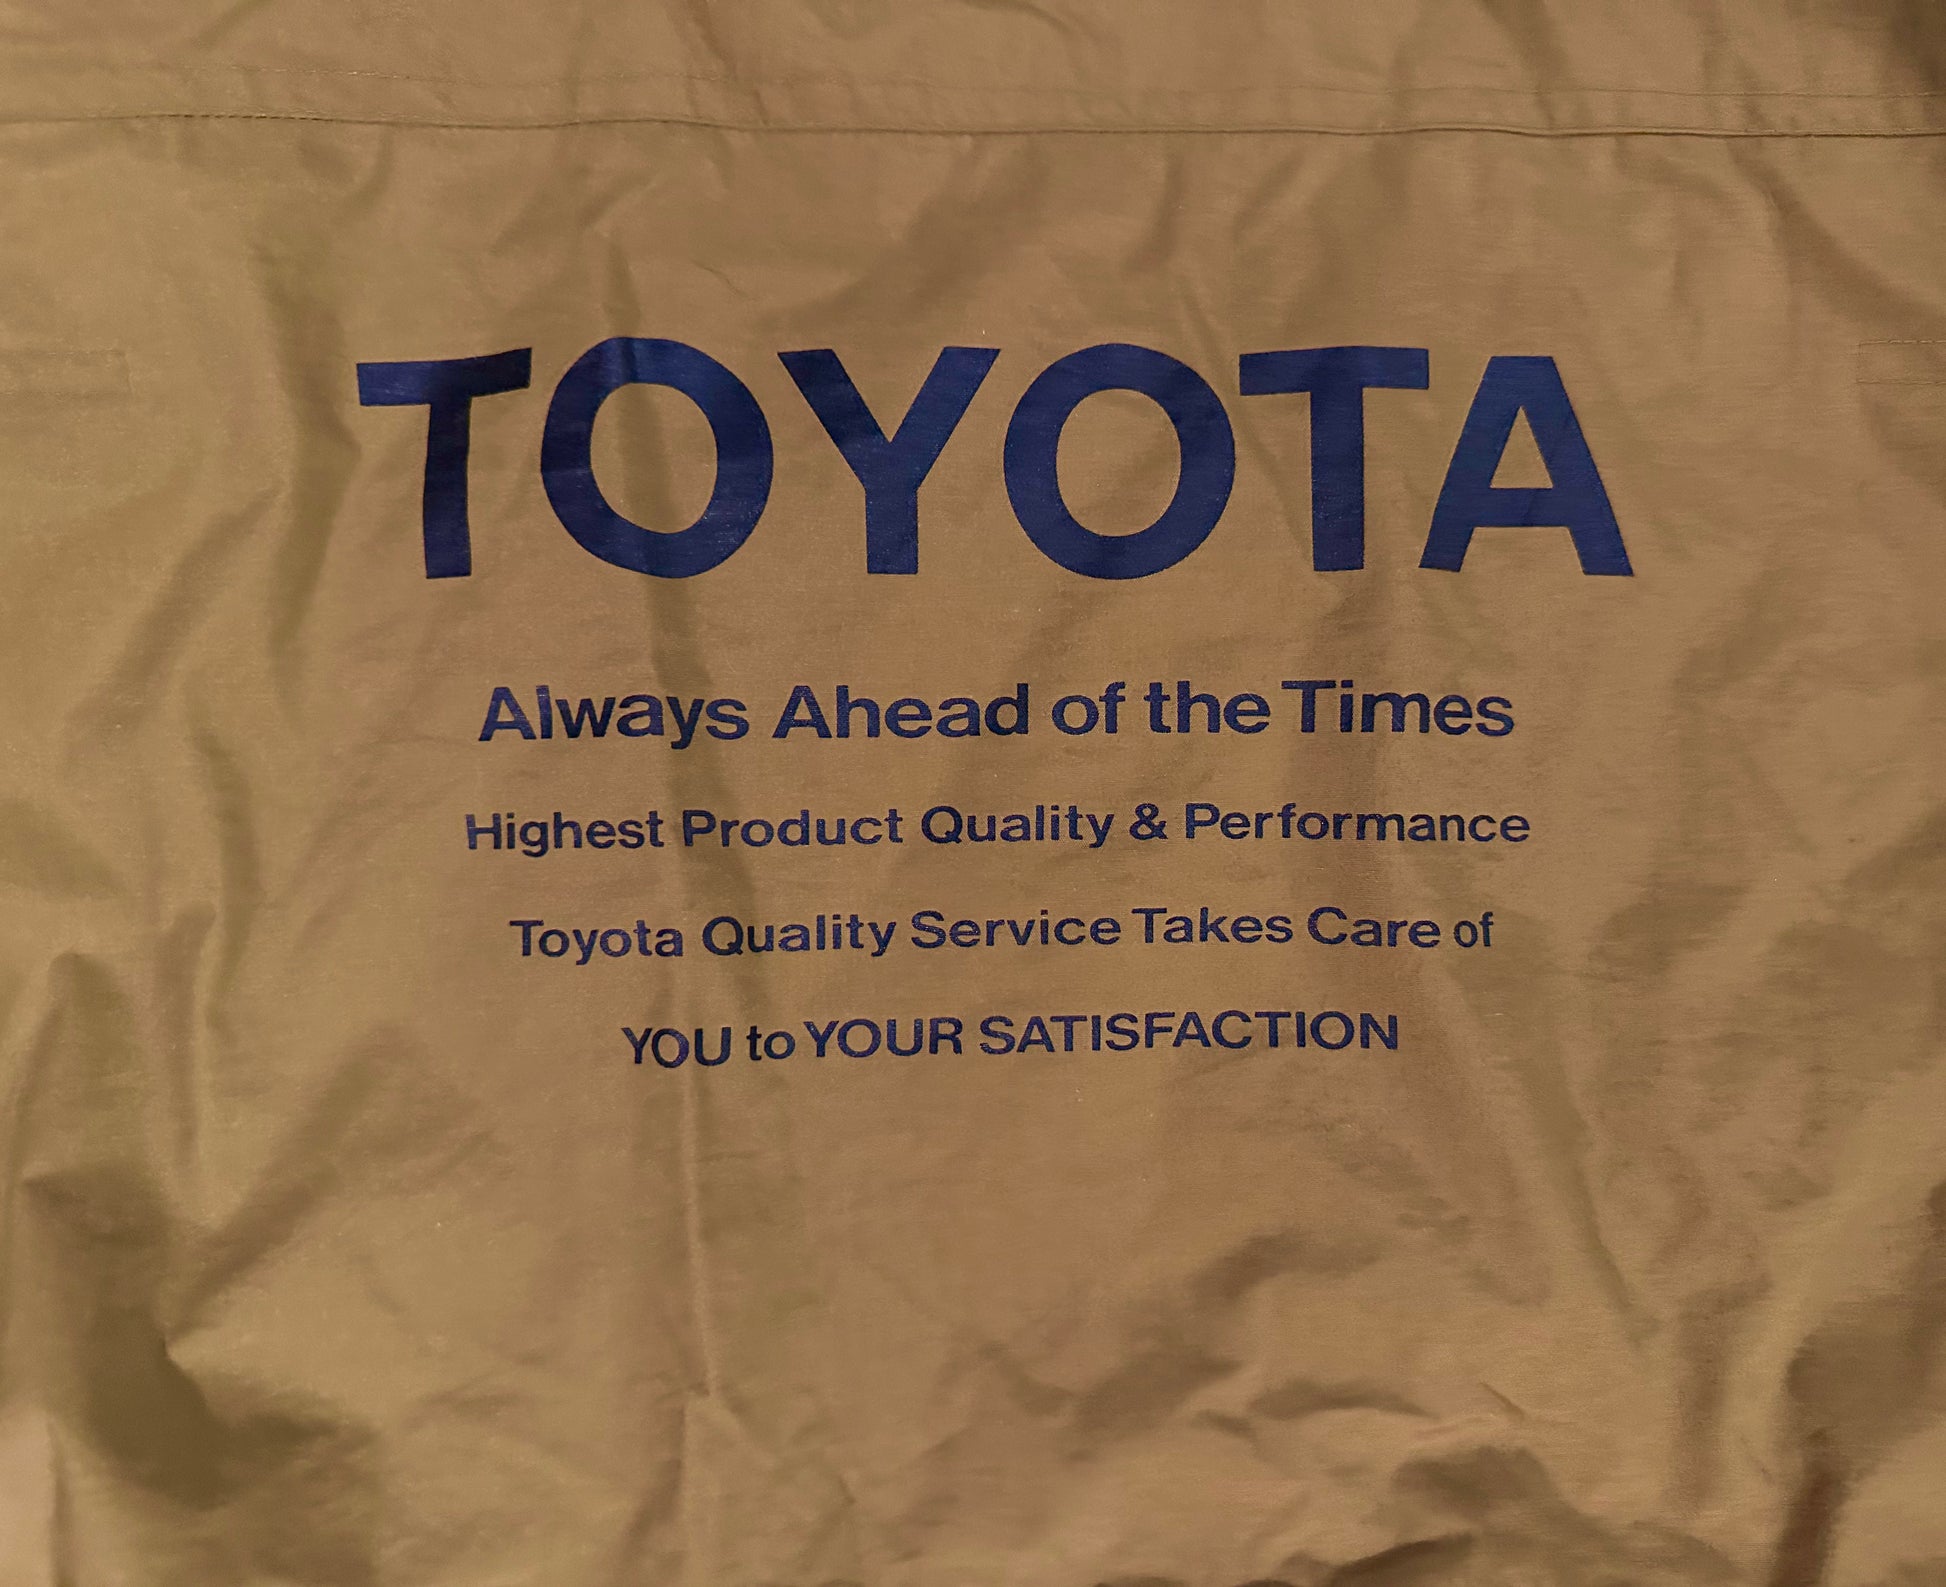 TOYOTA
Always Ahead of the Times
Highest Product Quality & Performance
Toyota Quality Service Takes Care of
YOU to YOUR SATISFACTION